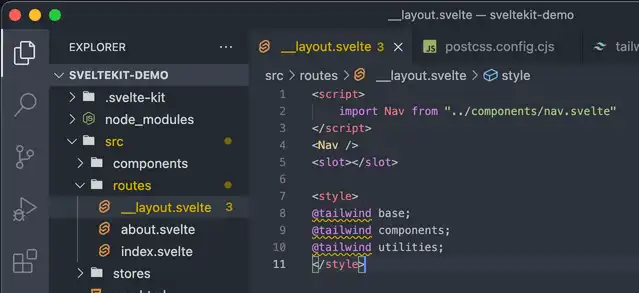 __layout.svelte — sveltekit-demo
EXPLORER
SVELTEKIT-DEMO
.svelte-kit
node_modules
src
components
routes
__layout.svelte 3
about.svelte
index.svelte
stores
__layout.svelte 3
JS postcss.config.cjs
tailw
src > routes > __layout.svelte > style
1 <script>
2 import Nav from "../components/nav.svelte"
3 </script>
4 <Nav />
5 <slot></slot>
6
7 <style>
8 @tailwind base;
9 @tailwind components;
10 @tailwind utilities;
11 </style>